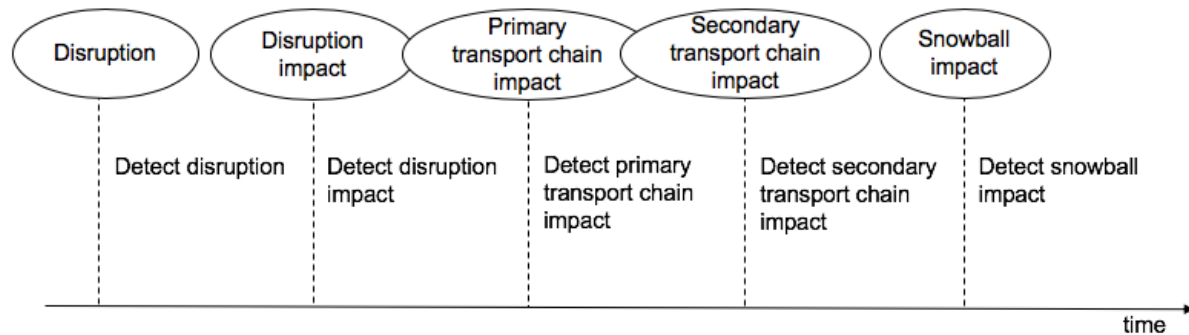 Disruption
Disruption
impact
Primary
transport chain
impact
Secondary
transport chain
impact
Snowball
impact
Detect disruption
Detect disruption
impact
Detect primary
transport chain
impact
Detect secondary
transport chain
impact
Detect snowball
impact
time